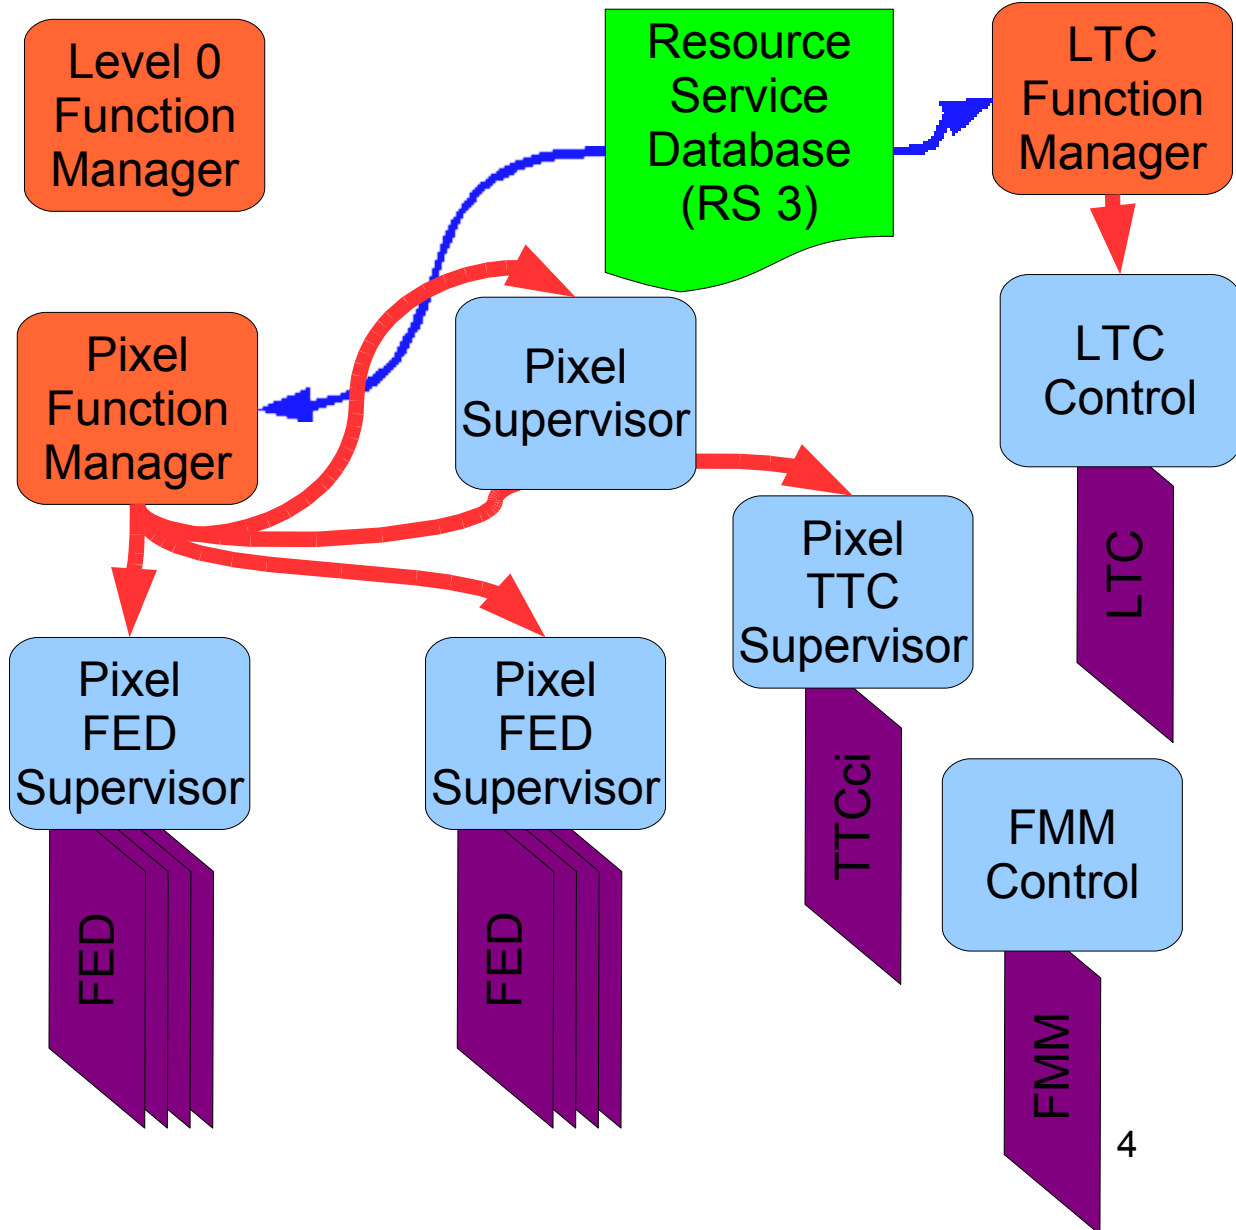 Level 0
Function
Manager
Resource
Service
Database
(RS 3)
LTC
Function
Manager
Pixel
Function
Manager
Pixel
Supervisor
LTC
Control
Pixel
TTC
Supervisor
LTC
Pixel
FED
Supervisor
Pixel
FED
Supervisor
TTCci
FMM
Control
FED
FED
FMM
4